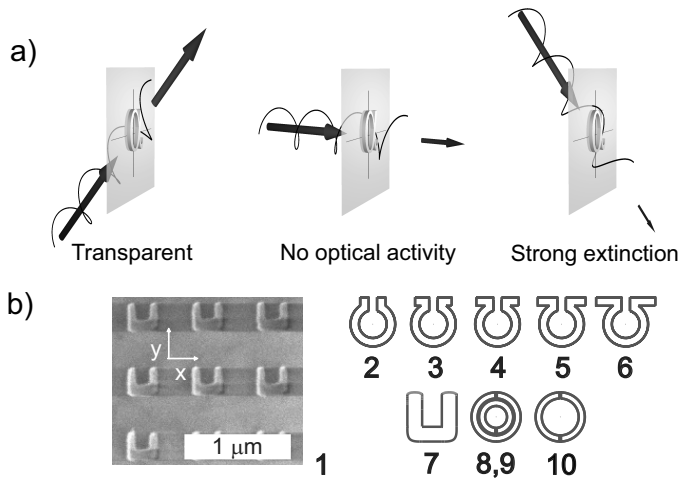 a)
Transparent
No optical activity
Strong extinction
b)
y
x
1 μm
1
2 3 4 5 6
7 8,9 10